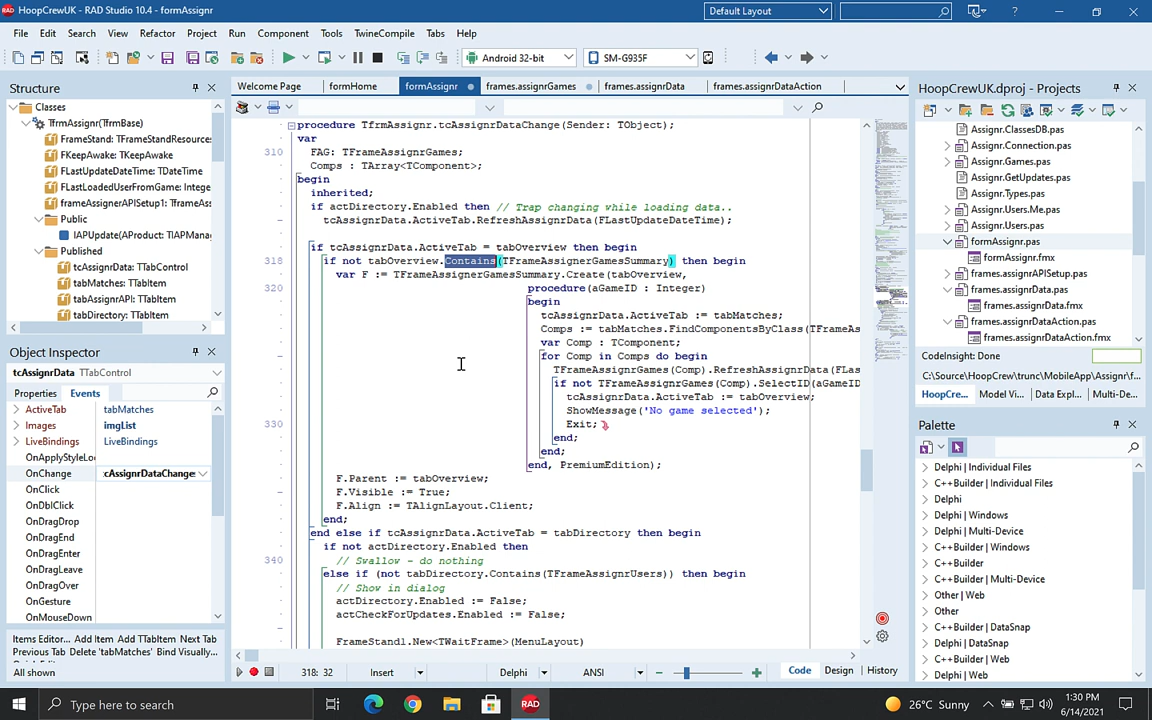 HoopCrewUK - RAD Studio 10.4 - formAssignr
Default Layout
File Edit Search View Refactor Project Run Component Tools TwineCompile Tabs Help
Android 32-bit
SM-G935F
Structure
Classes
TfrmAssignr(TfrmBase)
FrameStand: TFrameStandResources
FKeepAwake: TKeepAwake
FLastUpdateDateTime: TDateTime
FLastLoadedUserFromGame: Intege
frameAssignerAPISetup1: TframeAss
Public
IAPUpdate(AProduct: TIAPManag
Published
tcAssignrData: TTabControl
tabMatches: TTabItem
tabAssignrAPI: TTabItem
tabDirectory: TTabItem
Object Inspector
tcAssignrData TTabControl
Properties Events
ActiveTab tabMatches
Images imgList
LiveBindings LiveBindings
OnApplyStyleLo
OnChange :cAssignrDataChange
OnClick
OnDblClick
OnDragDrop
OnDragEnd
OnDragEnter
OnDragLeave
OnDragOver
OnGesture
OnMouseDown
Items Editor... Add Item Add TTabItem Next Tab
Previous Tab Delete 'tabMatches' Bind Visually...
All shown
Welcome Page formHome formAssignr frames.assignrGames frames.assignrData frames.assignrDataAction
procedure TfrmAssignr.tcAssignrDataChange(Sender: TObject);
var
310 FAG: TFrameAssignrGames;
Comps : TArray<TComponent>;
begin
inherited;
if actDirectory.Enabled then // Trap changing while loading data..
tcAssignrData.ActiveTab.RefreshAssignrData(FLastUpdateDateTime);
if tcAssignrData.ActiveTab = tabOverview then begin
318 if not tabOverview.Contains(TFrameAssignerGamesSummary) then begin
var F := TFrameAssignerGamesSummary.Create(tabOverview,
320 procedure(aGameID : Integer)
begin
tcAssignrData.ActiveTab := tabMatches;
Comps := tabMatches.FindComponentsByClass(TFrameAs
var Comp : TComponent;
for Comp in Comps do begin
TFrameAssignrGames(Comp).RefreshAssignrData(FLas
if not TFrameAssignrGames(Comp).SelectID(aGameID
tcAssignrData.ActiveTab := tabOverview;
ShowMessage('No game selected');
330 Exit;
end;
end;
end, PremiumEdition);
F.Parent := tabOverview;
F.Visible := True;
F.Align := TAlignLayout.Client;
end;
end else if tcAssignrData.ActiveTab = tabDirectory then begin
if not actDirectory.Enabled then
340 // Swallow - do nothing
else if (not tabDirectory.Contains(TFrameAssignrUsers)) then begin
// Show in dialog
actDirectory.Enabled := False;
actCheckForUpdates.Enabled := False;
FrameStand1.New<TWaitFrame>(MenuLayout)
318: 32 Insert Delphi ANSI Code Design History
HoopCrewUK.dproj - Projects
Assignr.ClassesDB.pas
Assignr.Connection.pas
Assignr.Games.pas
Assignr.GetUpdates.pas
Assignr.Types.pas
Assignr.Users.Me.pas
Assignr.Users.pas
formAssignr.pas
formAssignr.fmx
frames.assignrAPISetup.pas
frames.assignrData.pas
frames.assignrData.fmx
frames.assignrDataAction.pas
frames.assignrDataAction.fmx
CodeInsight: Done
C:\Source\HoopCrew\trunc\MobileApp\Assignr\f...
HoopCre... Model Vi... Data Expl... Multi-De...
Palette
Delphi | Individual Files
C++Builder | Individual Files
Delphi
Delphi | Windows
Delphi | Multi-Device
C++Builder | Windows
C++Builder
C++Builder | Multi-Device
Other | Web
Other
C++Builder | DataSnap
Delphi | DataSnap
C++Builder | Web
Delphi | Web
Type here to search
RAD
26°C Sunny
1:30 PM
6/14/2021